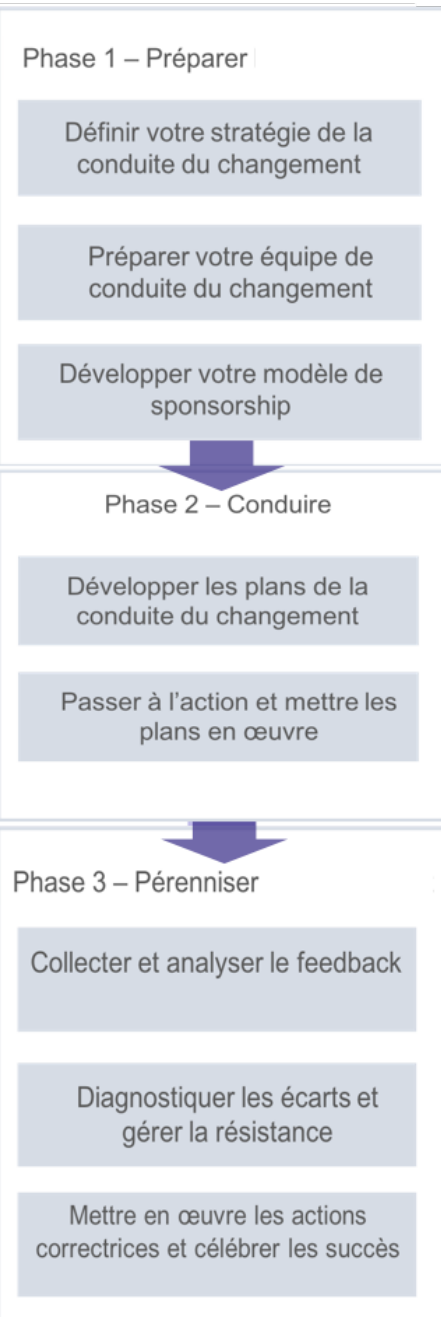 Phase 1 – Préparer
Définir votre stratégie de la
conduite du changement
Préparer votre équipe de
conduite du changement
Développer votre modèle de
sponsorship
Phase 2 – Conduire
Développer les plans de la
conduite du changement
Passer à l’action et mettre les
plans en œuvre
Phase 3 – Pérenniser
Collecter et analyser le feedback
Diagnostiquer les écarts et
gérer la résistance
Mettre en œuvre les actions
correctrices et célébrer les succès